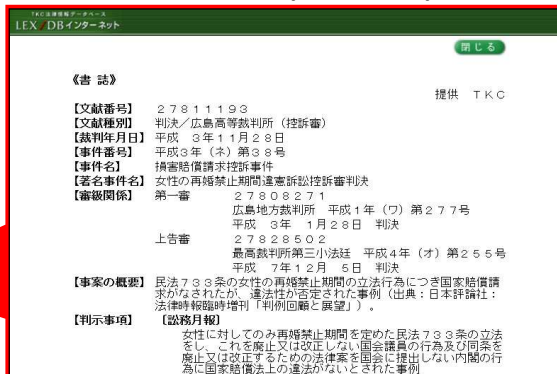 TKC法律情報データベース
LEX/DBインターネット
閉じる
《書 誌》
提供 TKC
【文献番号】 27811193
【文献種別】 判決/広島高等裁判所(控訴審)
【裁判年月日】 平成 3年11月28日
【事件番号】 平成3年(ネ)第38号
【事件名】 損害賠償請求控訴事件
【著名事件名】 女性の再婚禁止期間違憲訴訟控訴審判決
【審級関係】 第一審 27808271
広島地方裁判所 平成1年(ワ)第277号
平成 3年 1月28日 判決
上告審 27828502
最高裁判所第三小法廷 平成4年(オ)第255号
平成 7年12月 5日 判決
【事案の概要】 民法733条の女性の再婚禁止期間の立法行為につき国家賠償請
求がなされたが、違法性が否定された事例(出典:日本評論社:
法律時報臨時増刊「判例回顧と展望」)。
【判示事項】 〔訟務月報〕
女性に対してのみ再婚禁止期間を定めた民法733条の立法
をし、これを廃止又は改正しない国会議員の行為及び同条を
廃止又は改正するための法律案を国会に提出しない内閣の行
為に国家賠償法上の違法がないとされた事例